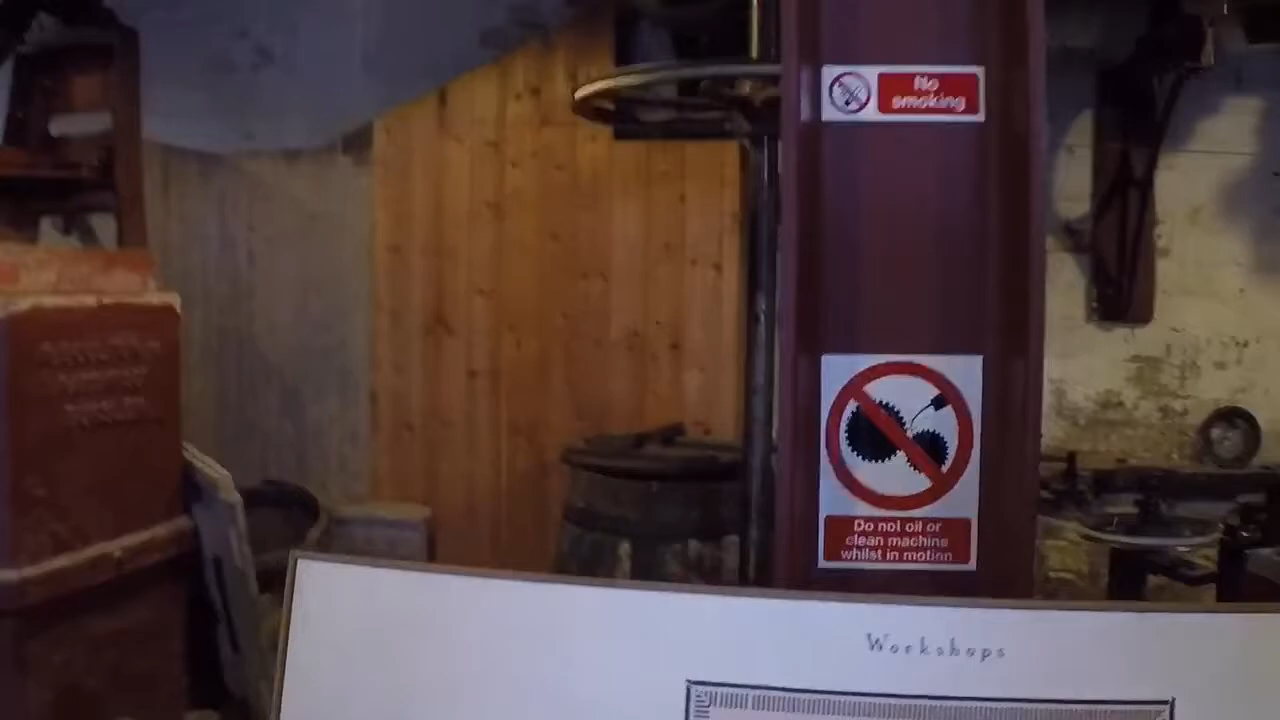 No
smoking
Do not oil or
clean machine
whilst in motion
Workshops